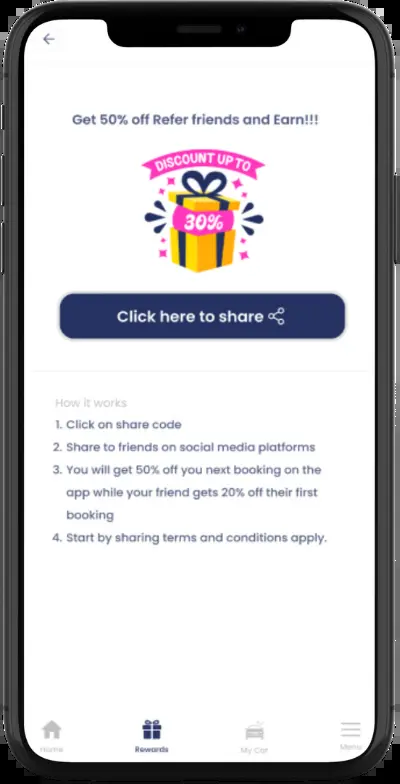 Get 50% off Refer friends and Earn!!!
DISCOUNT UP TO
30%
Click here to share
How it works
1. Click on share code
2. Share to friends on social media platforms
3. You will get 50% off you next booking on the
app while your friend gets 20% off their first
booking
4. Start by sharing terms and conditions apply.
Home
Rewards
My Car
Menu